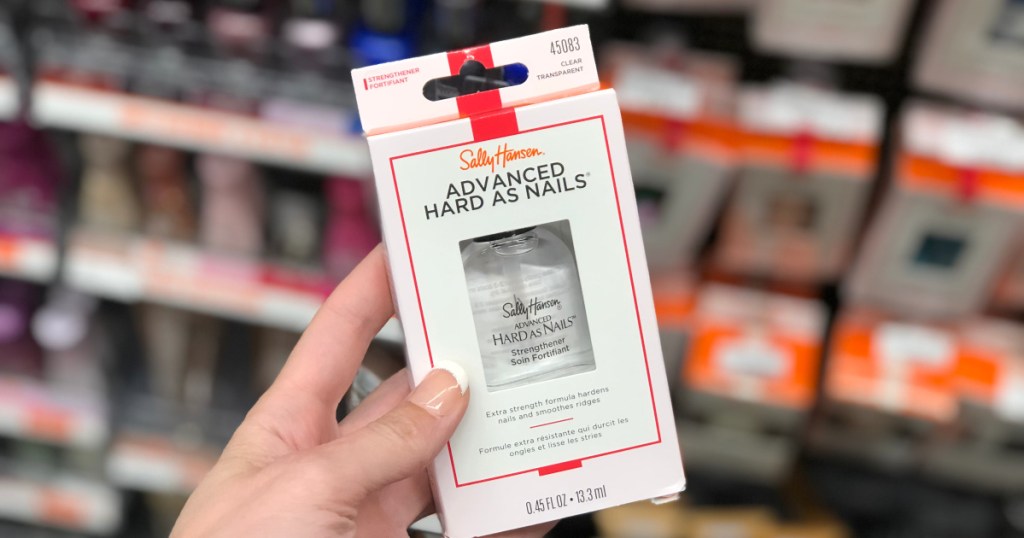 STRENGTHENER
FORTIFIANT
45083
CLEAR
TRANSPARENT
Sally Hansen.
ADVANCED
HARD AS NAILS®
Sally Hansen
ADVANCED
HARD AS NAILS™
Strengthener
Soin Fortifiant
Extra strength formula hardens
nails and smoothes ridges
Formule extra résistante qui durcit les
ongles et lisse les stries
0.45 FL OZ • 13.3 ml